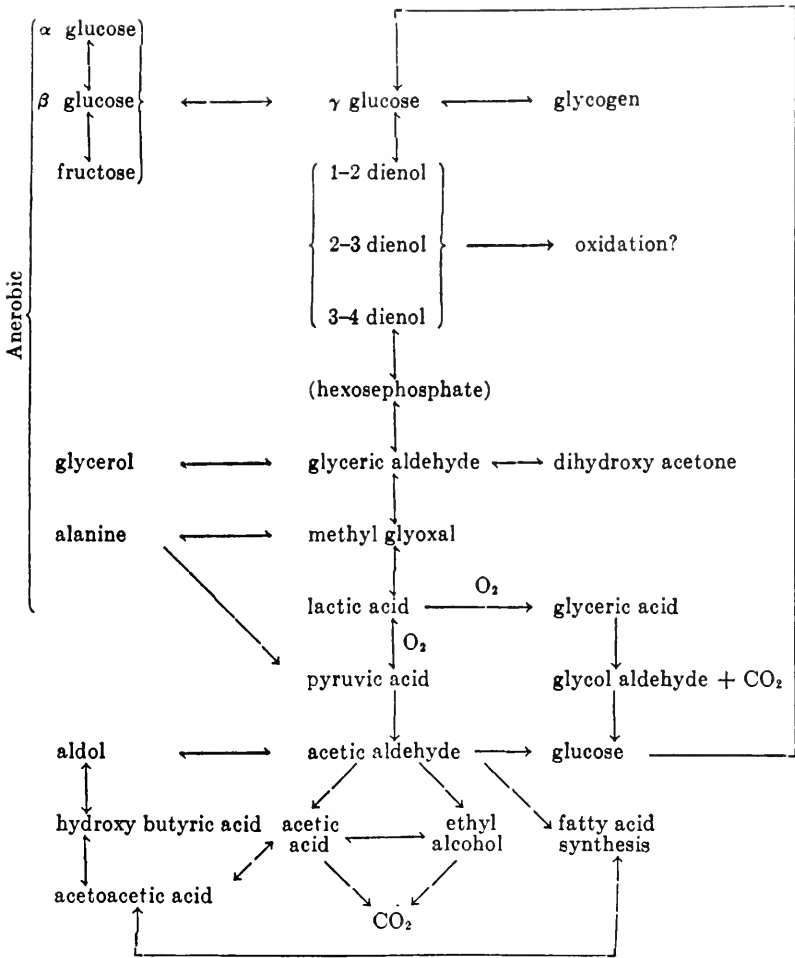 α glucose
β glucose γ glucose glycogen
fructose 1–2 dienol
2–3 dienol oxidation?
Anerobic
3–4 dienol
(hexosephosphate)
glycerol glyceric aldehyde dihydroxy acetone
alanine methyl glyoxal
lactic acid O₂ glyceric acid
O₂
pyruvic acid glycol aldehyde + CO₂
aldol acetic aldehyde glucose
hydroxy butyric acid acetic acid ethyl alcohol fatty acid synthesis
acetoacetic acid
CO₂